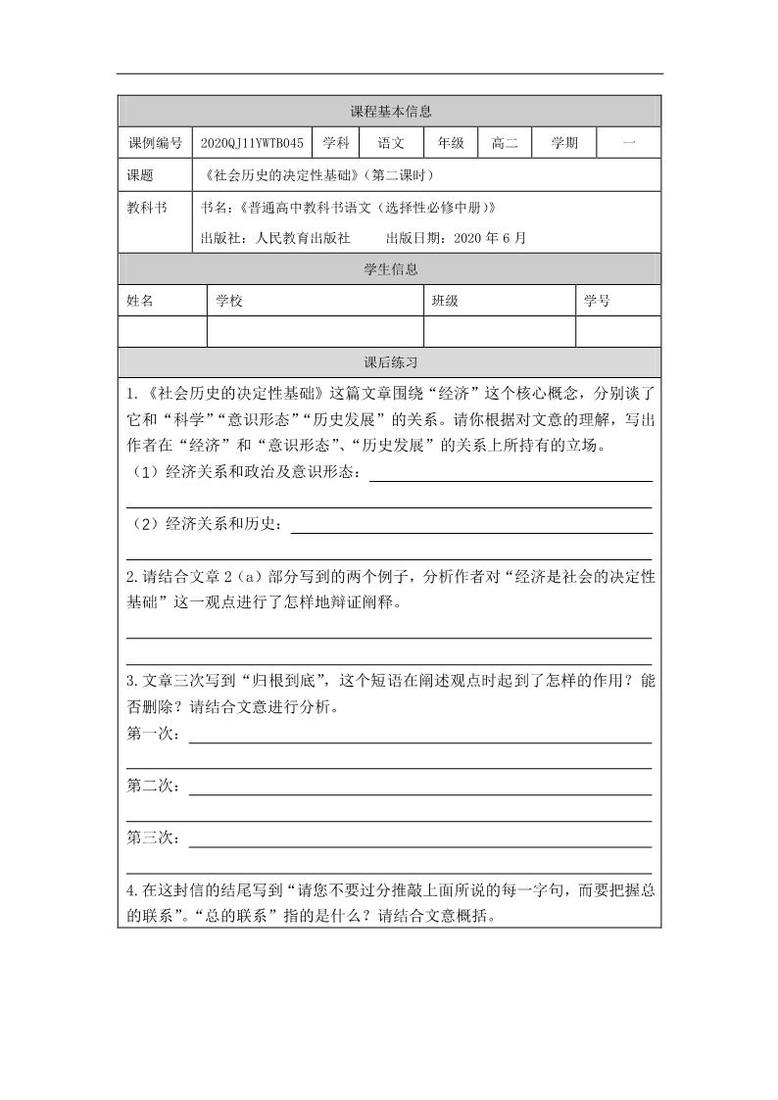 课程基本信息
课例编号 2020QJ11YWTB045 学科 语文 年级 高二 学期 一
课题 《社会历史的决定性基础》（第二课时）
教科书 书名：《普通高中教科书语文（选择性必修中册）》
出版社：人民教育出版社 出版日期：2020 年 6 月
学生信息
姓名 学校 班级 学号
课后练习
1. 《社会历史的决定性基础》这篇文章围绕“经济”这个核心概念，分别谈了
它和“科学”“意识形态”“历史发展”的关系。请你根据对文意的理解，写出
作者在“经济”和“意识形态”、“历史发展”的关系上所持有的立场。
（1）经济关系和政治及意识形态：
（2）经济关系和历史：
2.请结合文章 2（a）部分写到的两个例子，分析作者对“经济是社会的决定性
基础”这一观点进行了怎样地辩证阐释。
3.文章三次写到“归根到底”，这个短语在阐述观点时起到了怎样的作用？能
否删除？请结合文意进行分析。
第一次：
第二次：
第三次：
4.在这封信的结尾写到“请您不要过分推敲上面所说的每一字句，而要把握总
的联系”。“总的联系”指的是什么？请结合文意概括。